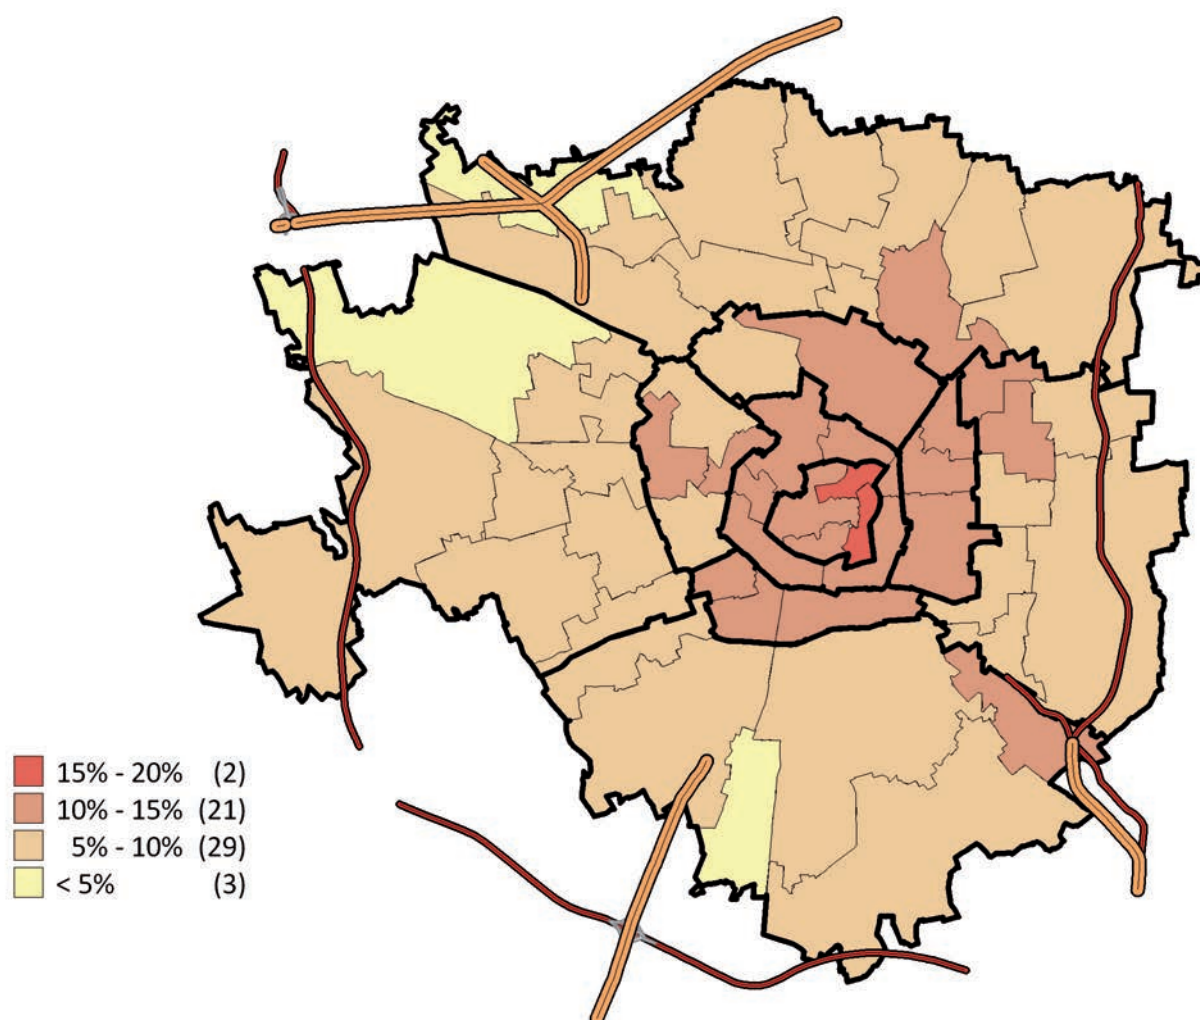 15% - 20% (2)
10% - 15% (21)
5% - 10% (29)
< 5% (3)